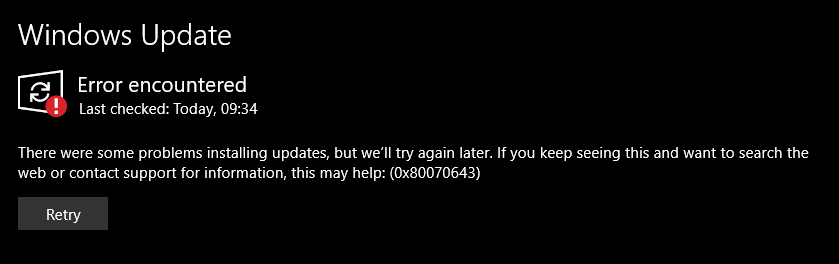 Windows Update
Error encountered
Last checked: Today, 09:34
There were some problems installing updates, but we'll try again later. If you keep seeing this and want to search the
web or contact support for information, this may help: (0x80070643)
Retry